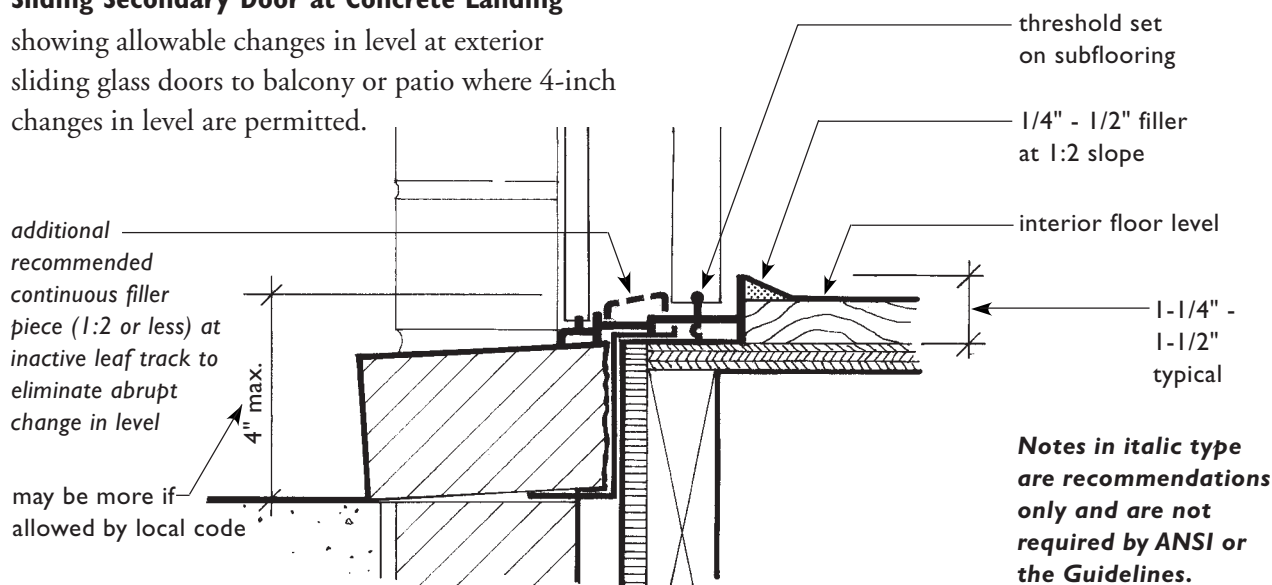 Sliding Secondary Door at Concrete Landing
showing allowable changes in level at exterior
sliding glass doors to balcony or patio where 4-inch
changes in level are permitted.
threshold set
on subflooring
1/4" - 1/2" filler
at 1:2 slope
interior floor level
1-1/4" -
1-1/2"
typical
additional
recommended
continuous filler
piece (1:2 or less) at
inactive leaf track to
eliminate abrupt
change in level
4" max.
may be more if
allowed by local code
Notes in italic type
are recommendations
only and are not
required by ANSI or
the Guidelines.